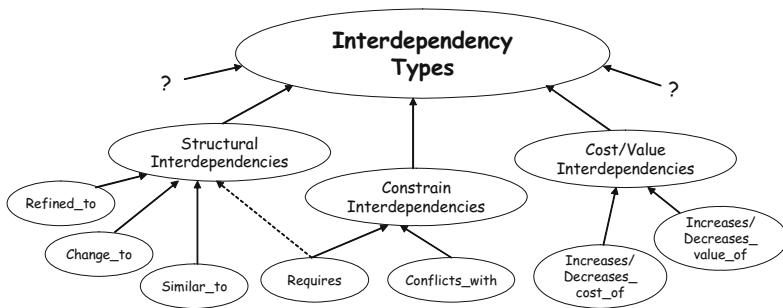 Interdependency
Types
?
?
Structural
Interdependencies
Cost/Value
Interdependencies
Constrain
Interdependencies
Refined_to
Change_to
Similar_to
Requires
Conflicts_with
Increases/
Decreases_
cost_of
Increases/
Decreases_
value_of